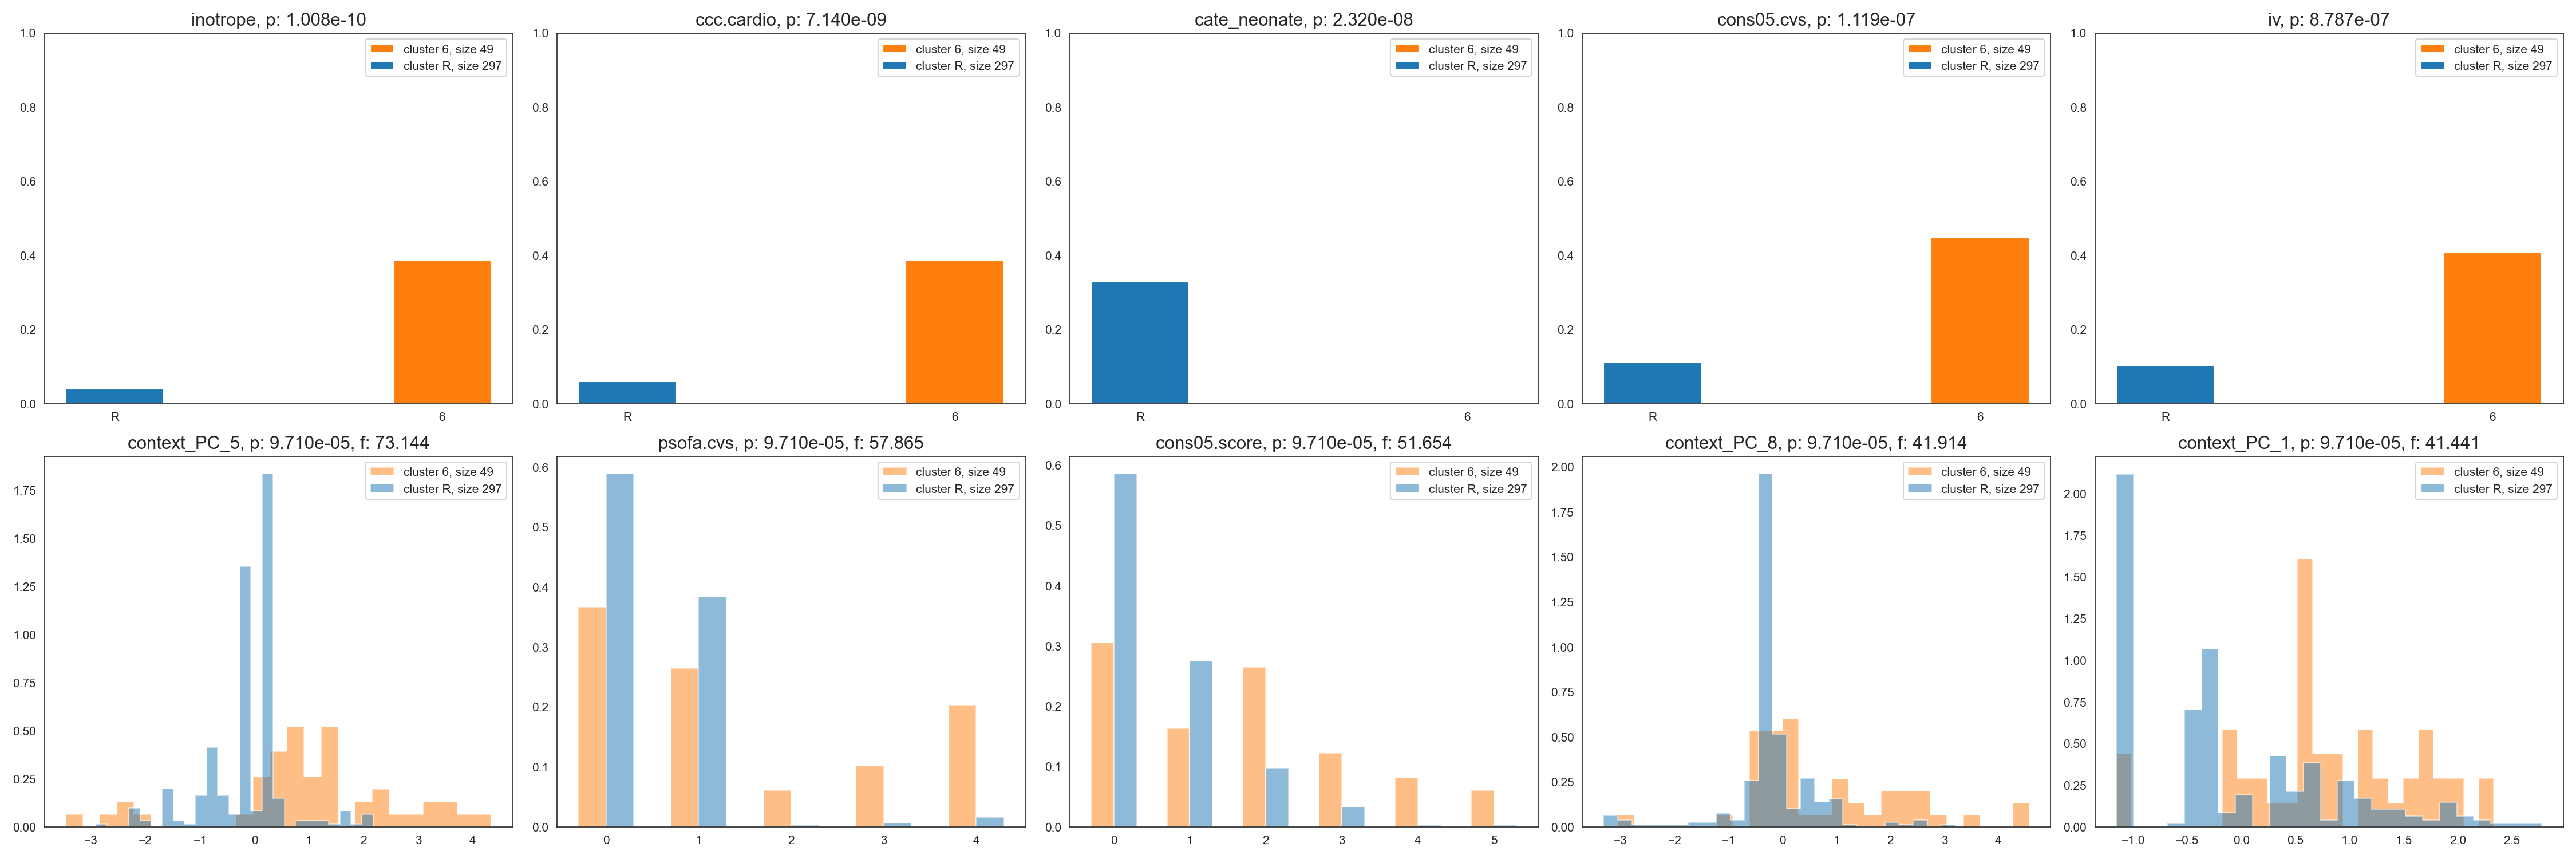 inotrope, p: 1.008e-10
1.0
0.8
0.6
0.4
0.2
0.0
R
6
cluster 6, size 49
cluster R, size 297
ccc.cardio, p: 7.140e-09
1.0
0.8
0.6
0.4
0.2
0.0
R
6
cluster 6, size 49
cluster R, size 297
cate_neonate, p: 2.320e-08
1.0
0.8
0.6
0.4
0.2
0.0
R
6
cluster 6, size 49
cluster R, size 297
cons05.cvs, p: 1.119e-07
1.0
0.8
0.6
0.4
0.2
0.0
R
6
cluster 6, size 49
cluster R, size 297
iv, p: 8.787e-07
1.0
0.8
0.6
0.4
0.2
0.0
R
6
cluster 6, size 49
cluster R, size 297
context_PC_5, p: 9.710e-05, f: 73.144
1.75
1.50
1.25
1.00
0.75
0.50
0.25
0.00
−3 −2 −1 0 1 2 3 4
cluster 6, size 49
cluster R, size 297
psofa.cvs, p: 9.710e-05, f: 57.865
0.6
0.5
0.4
0.3
0.2
0.1
0.0
0 1 2 3 4
cluster 6, size 49
cluster R, size 297
cons05.score, p: 9.710e-05, f: 51.654
0.6
0.5
0.4
0.3
0.2
0.1
0.0
0 1 2 3 4 5
cluster 6, size 49
cluster R, size 297
context_PC_8, p: 9.710e-05, f: 41.914
2.00
1.75
1.50
1.25
1.00
0.75
0.50
0.25
0.00
−3 −2 −1 0 1 2 3 4
cluster 6, size 49
cluster R, size 297
context_PC_1, p: 9.710e-05, f: 41.441
2.00
1.75
1.50
1.25
1.00
0.75
0.50
0.25
0.00
−1.0 −0.5 0.0 0.5 1.0 1.5 2.0 2.5
cluster 6, size 49
cluster R, size 297